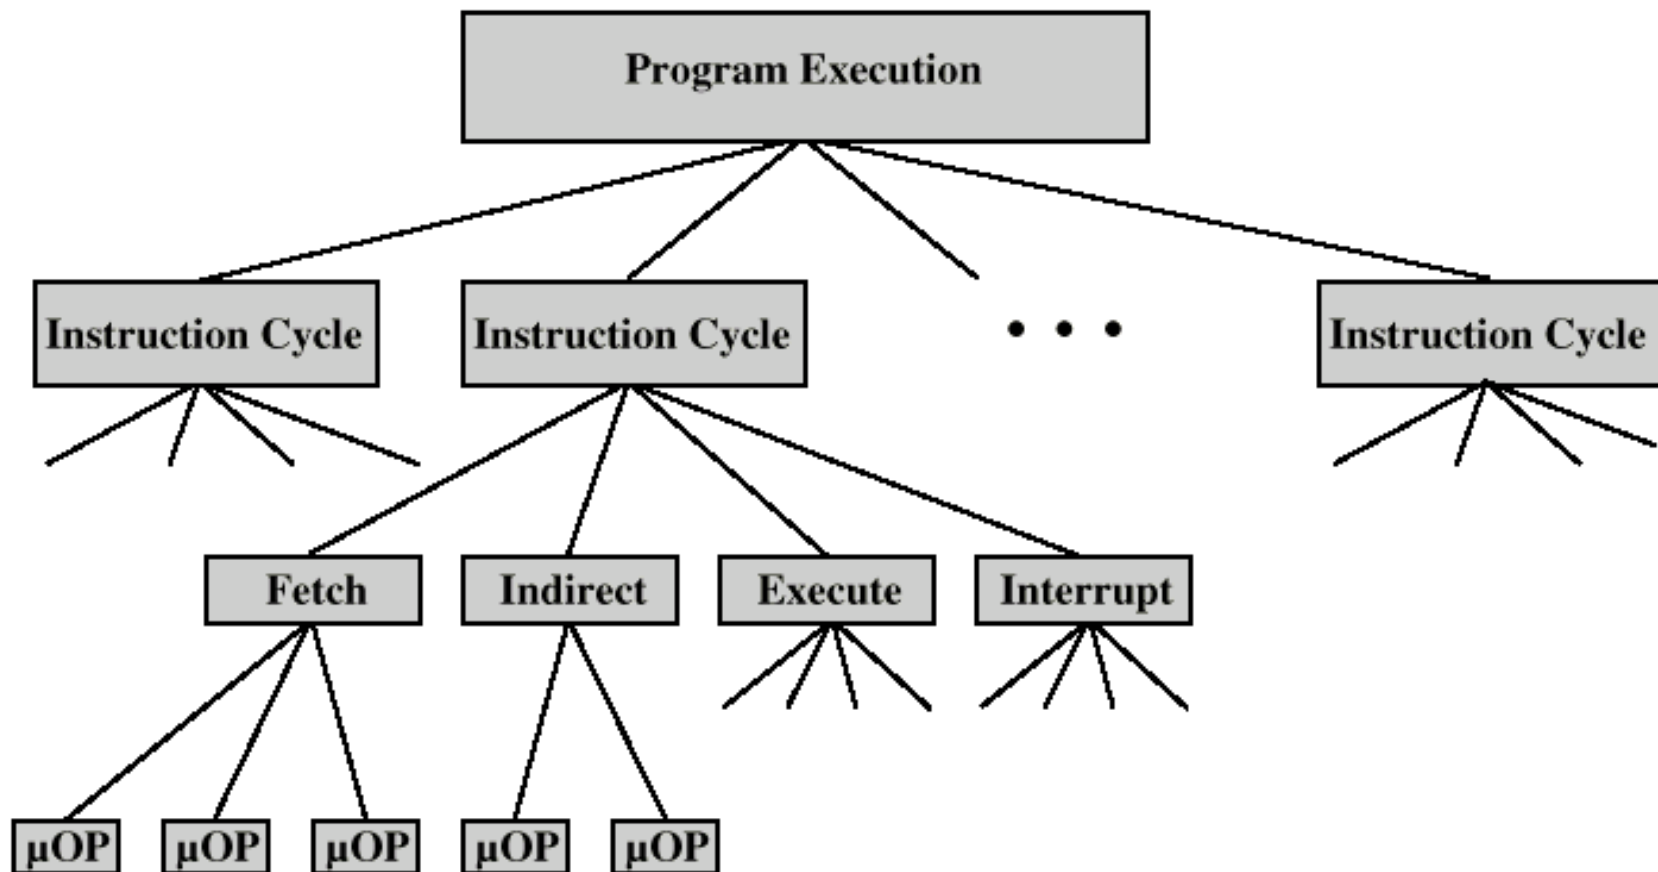 Program Execution
Instruction Cycle Instruction Cycle • • • Instruction Cycle
Fetch Indirect Execute Interrupt
μOP μOP μOP μOP μOP